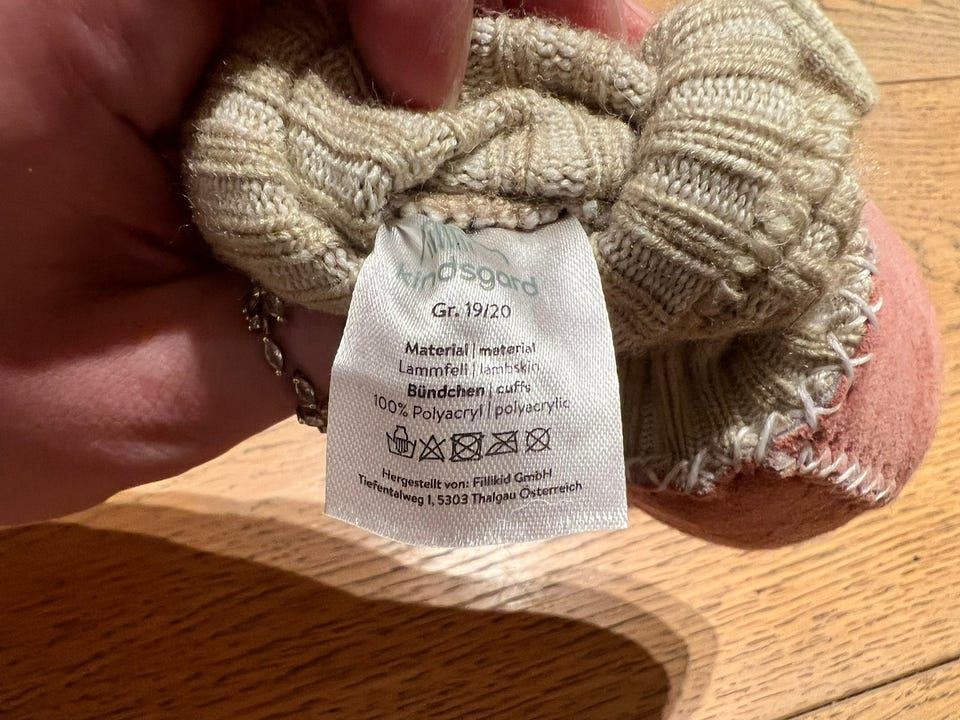 kindsgard
Gr. 19/20
Material | material
Lammfell | lambskin
Bündchen | cuffs
100% Polyacryl | polyacrylic
Hergestellt von: Fillikid GmbH
Tiefentalweg 1, 5303 Thalgau Österreich